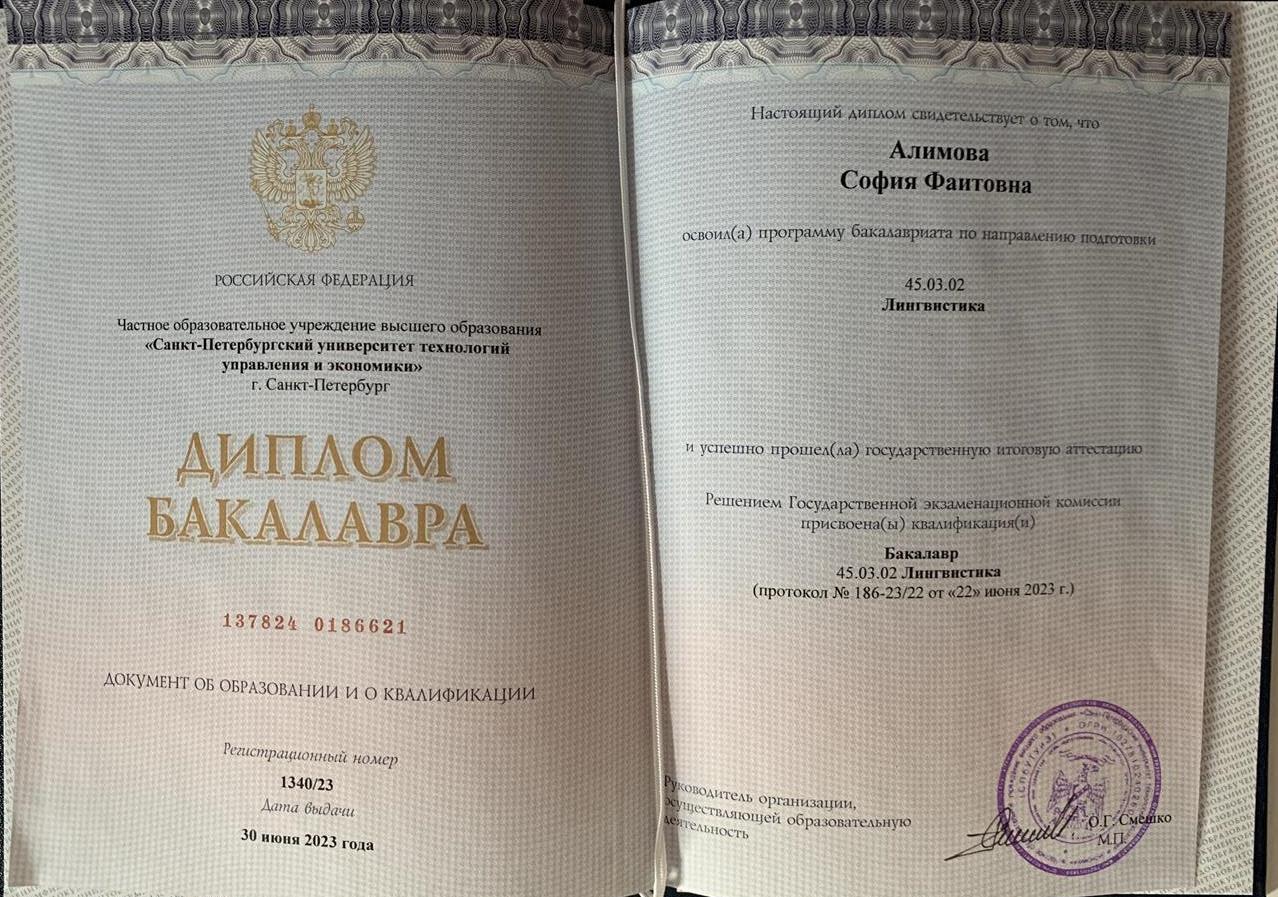 РОССИЙСКАЯ ФЕДЕРАЦИЯ
Частное образовательное учреждение высшего образования
«Санкт-Петербургский университет технологий
управления и экономики»
г. Санкт-Петербург
ДИПЛОМ
БАКАЛАВРА
137824 0186621
ДОКУМЕНТ ОБ ОБРАЗОВАНИИ И О КВАЛИФИКАЦИИ
Регистрационный номер
1340/23
Дата выдачи
30 июня 2023 года
Настоящий диплом свидетельствует о том, что
Алимова
София Фаитовна
освоил(а) программу бакалавриата по направлению подготовки
45.03.02
Лингвистика
и успешно прошел(ла) государственную итоговую аттестацию
Решением Государственной экзаменационной комиссии
присвоена(ы) квалификация(и)
Бакалавр
45.03.02 Лингвистика
(протокол № 186-23/22 от «22» июня 2023 г.)
Руководитель организации,
осуществляющей образовательную
деятельность
О.Г. Смешко
М.П.